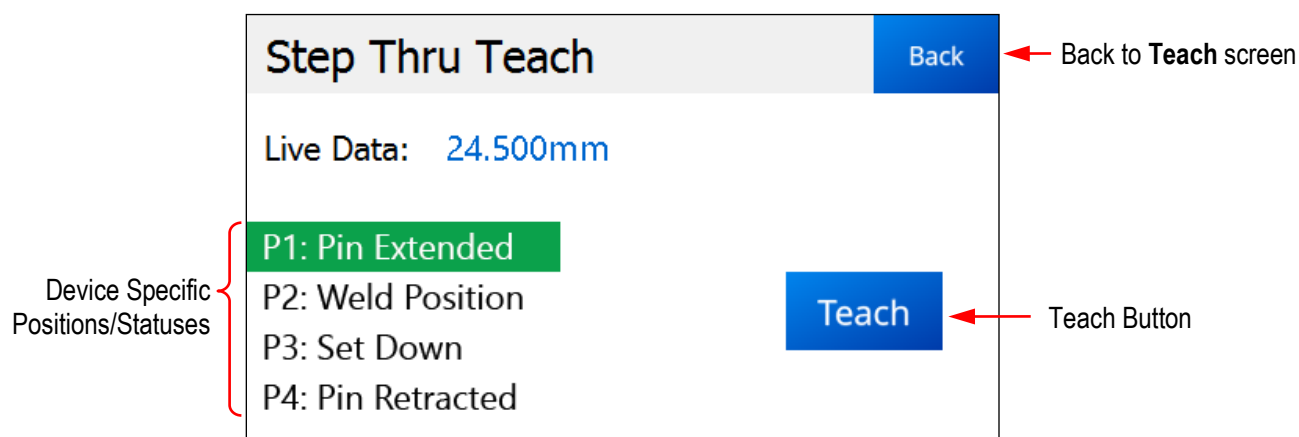 Step Thru Teach
Back
Back to Teach screen
Live Data: 24.500mm
P1: Pin Extended
P2: Weld Position
P3: Set Down
P4: Pin Retracted
Device Specific
Positions/Statuses
Teach
Teach Button